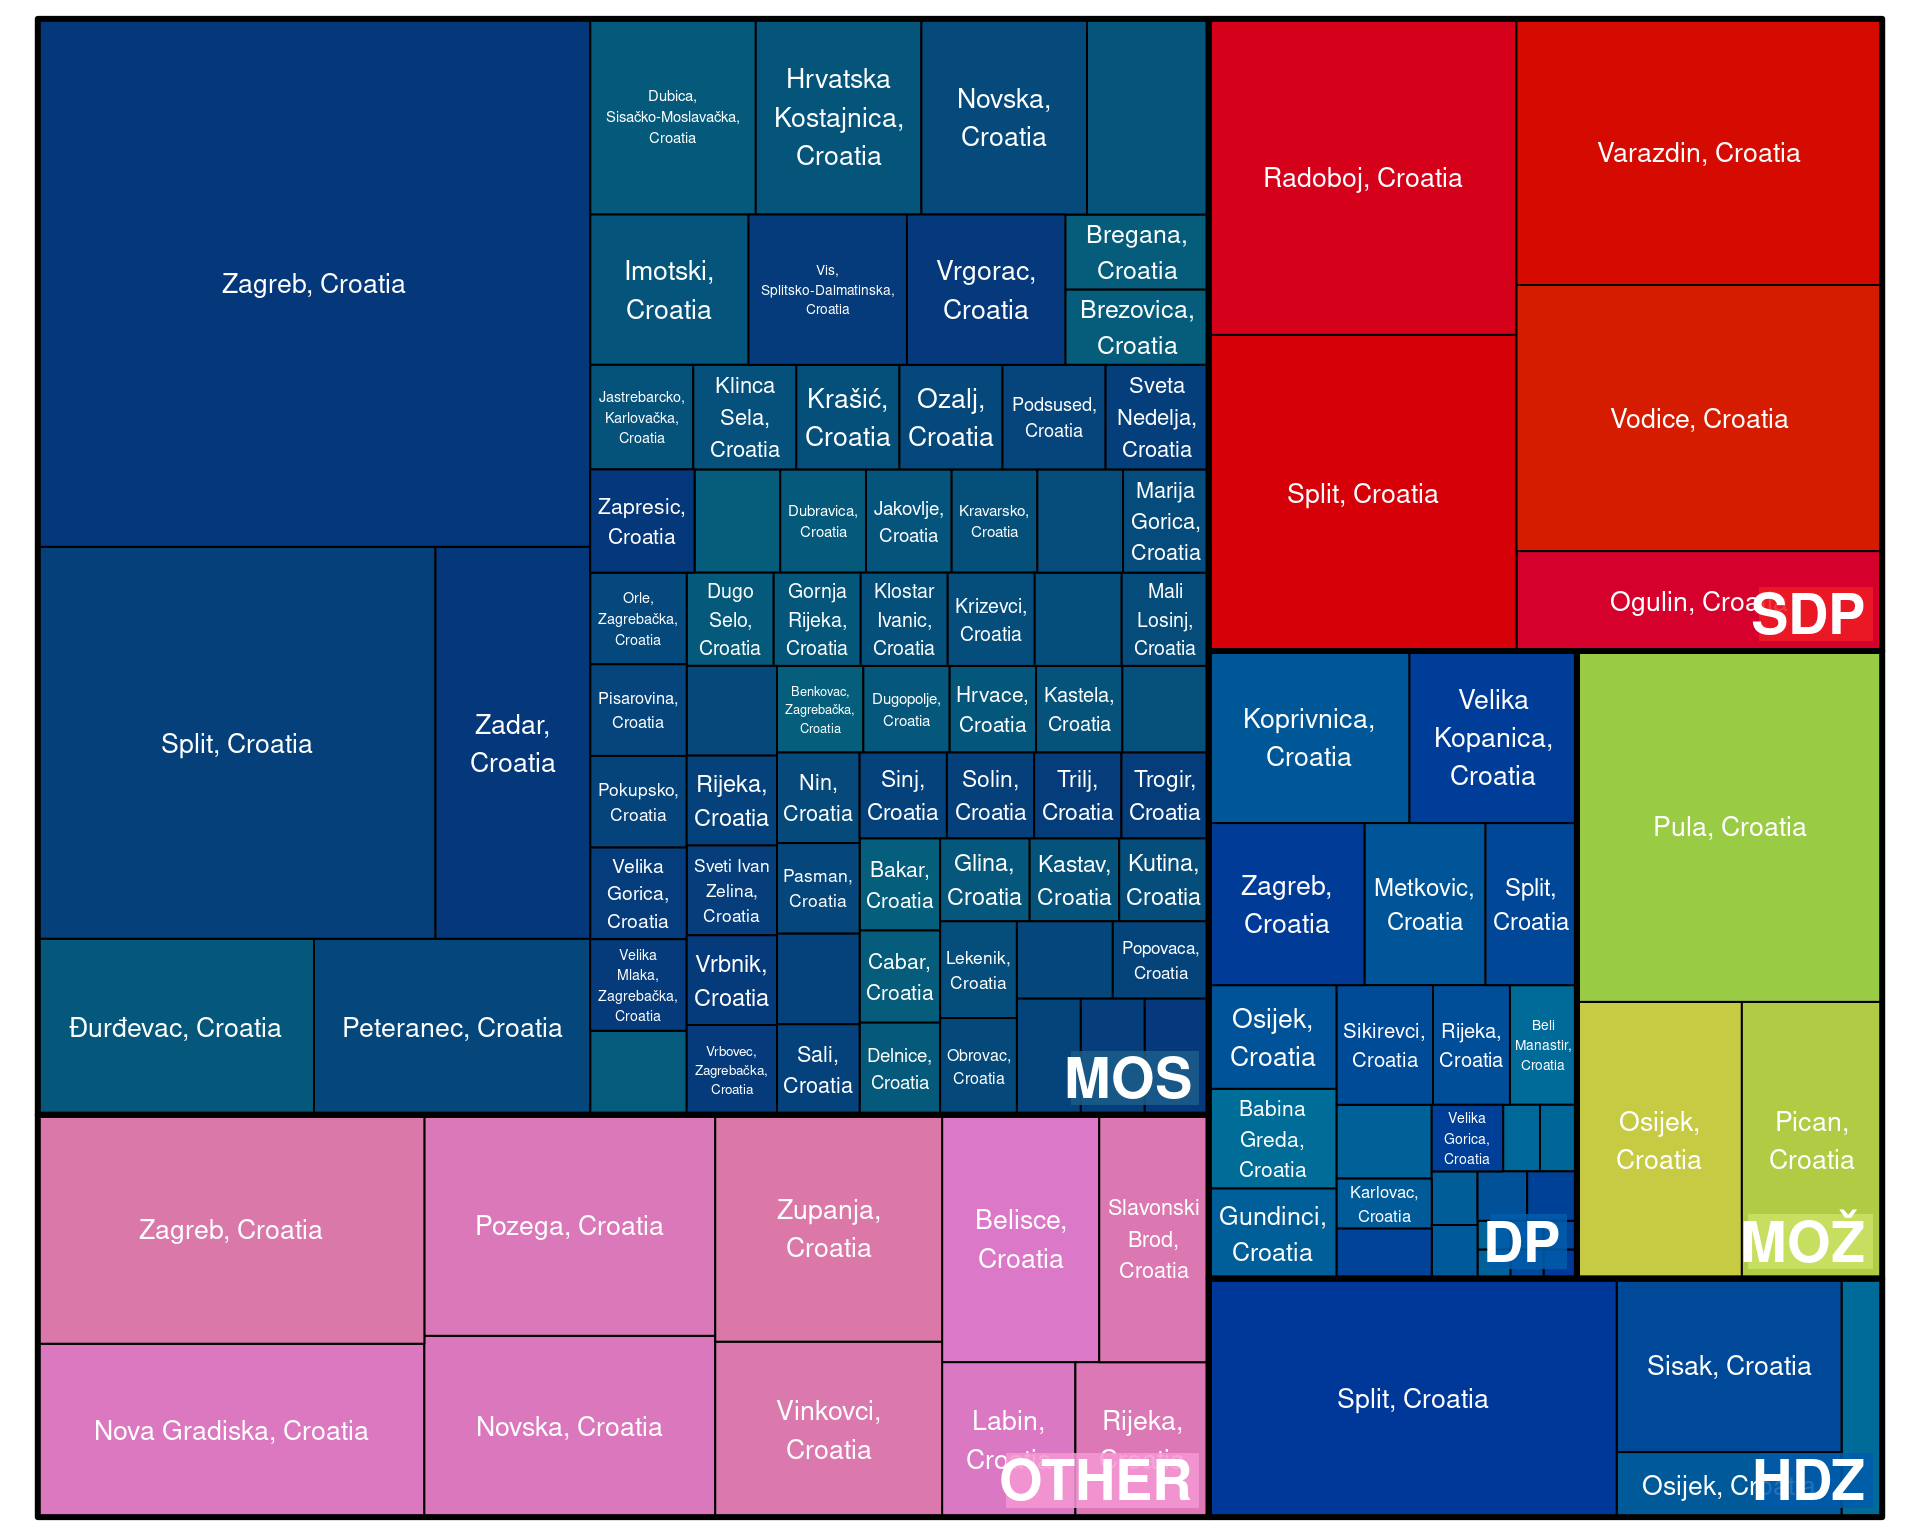 Zagreb, Croatia
Split, Croatia
Zadar,
Croatia
Đurđevac, Croatia
Peteranec, Croatia
Dubica,
Sisačko-Moslavačka,
Croatia
Hrvatska
Kostajnica,
Croatia
Novska,
Croatia
Imotski,
Croatia
Vis,
Splitsko-Dalmatinska,
Croatia
Vrgorac,
Croatia
Bregana,
Croatia
Brezovica,
Croatia
Jastrebarcko,
Karlovačka,
Croatia
Klinca
Sela,
Croatia
Krašić,
Croatia
Ozalj,
Croatia
Podsused,
Croatia
Sveta
Nedelja,
Croatia
Zapresic,
Croatia
Dubravica,
Croatia
Jakovlje,
Croatia
Kravarsko,
Croatia
Marija
Gorica,
Croatia
Orle,
Zagrebačka,
Croatia
Dugo
Selo,
Croatia
Gornja
Rijeka,
Croatia
Klostar
Ivanic,
Croatia
Krizevci,
Croatia
Mali
Losinj,
Croatia
Pisarovina,
Croatia
Benkovac,
Zagrebačka,
Croatia
Dugopolje,
Croatia
Hrvace,
Croatia
Kastela,
Croatia
Pokupsko,
Croatia
Rijeka,
Croatia
Nin,
Croatia
Sinj,
Croatia
Solin,
Croatia
Trilj,
Croatia
Trogir,
Croatia
Velika
Gorica,
Croatia
Sveti Ivan
Zelina,
Croatia
Pasman,
Croatia
Bakar,
Croatia
Glina,
Croatia
Kastav,
Croatia
Kutina,
Croatia
Velika
Mlaka,
Zagrebačka,
Croatia
Vrbnik,
Croatia
Cabar,
Croatia
Lekenik,
Croatia
Popovaca,
Croatia
Vrbovec,
Zagrebačka,
Croatia
Sali,
Croatia
Delnice,
Croatia
Obrovac,
Croatia
MOS
Zagreb, Croatia
Nova Gradiska, Croatia
Pozega, Croatia
Novska, Croatia
Zupanja,
Croatia
Vinkovci,
Croatia
Belisce,
Croatia
Slavonski
Brod,
Croatia
Labin,
Croatia
Rijeka,
Croatia
OTHER
Radoboj, Croatia
Split, Croatia
Varazdin, Croatia
Vodice, Croatia
Ogulin, Croatia
SDP
Koprivnica,
Croatia
Velika
Kopanica,
Croatia
Zagreb,
Croatia
Metkovic,
Croatia
Split,
Croatia
Osijek,
Croatia
Sikirevci,
Croatia
Rijeka,
Croatia
Beli
Manastir,
Croatia
Babina
Greda,
Croatia
Velika
Gorica,
Croatia
Gundinci,
Croatia
Karlovac,
Croatia
DP
Pula, Croatia
Osijek,
Croatia
Pican,
Croatia
MOŽ
Split, Croatia
Sisak, Croatia
Osijek, Croatia
HDZ